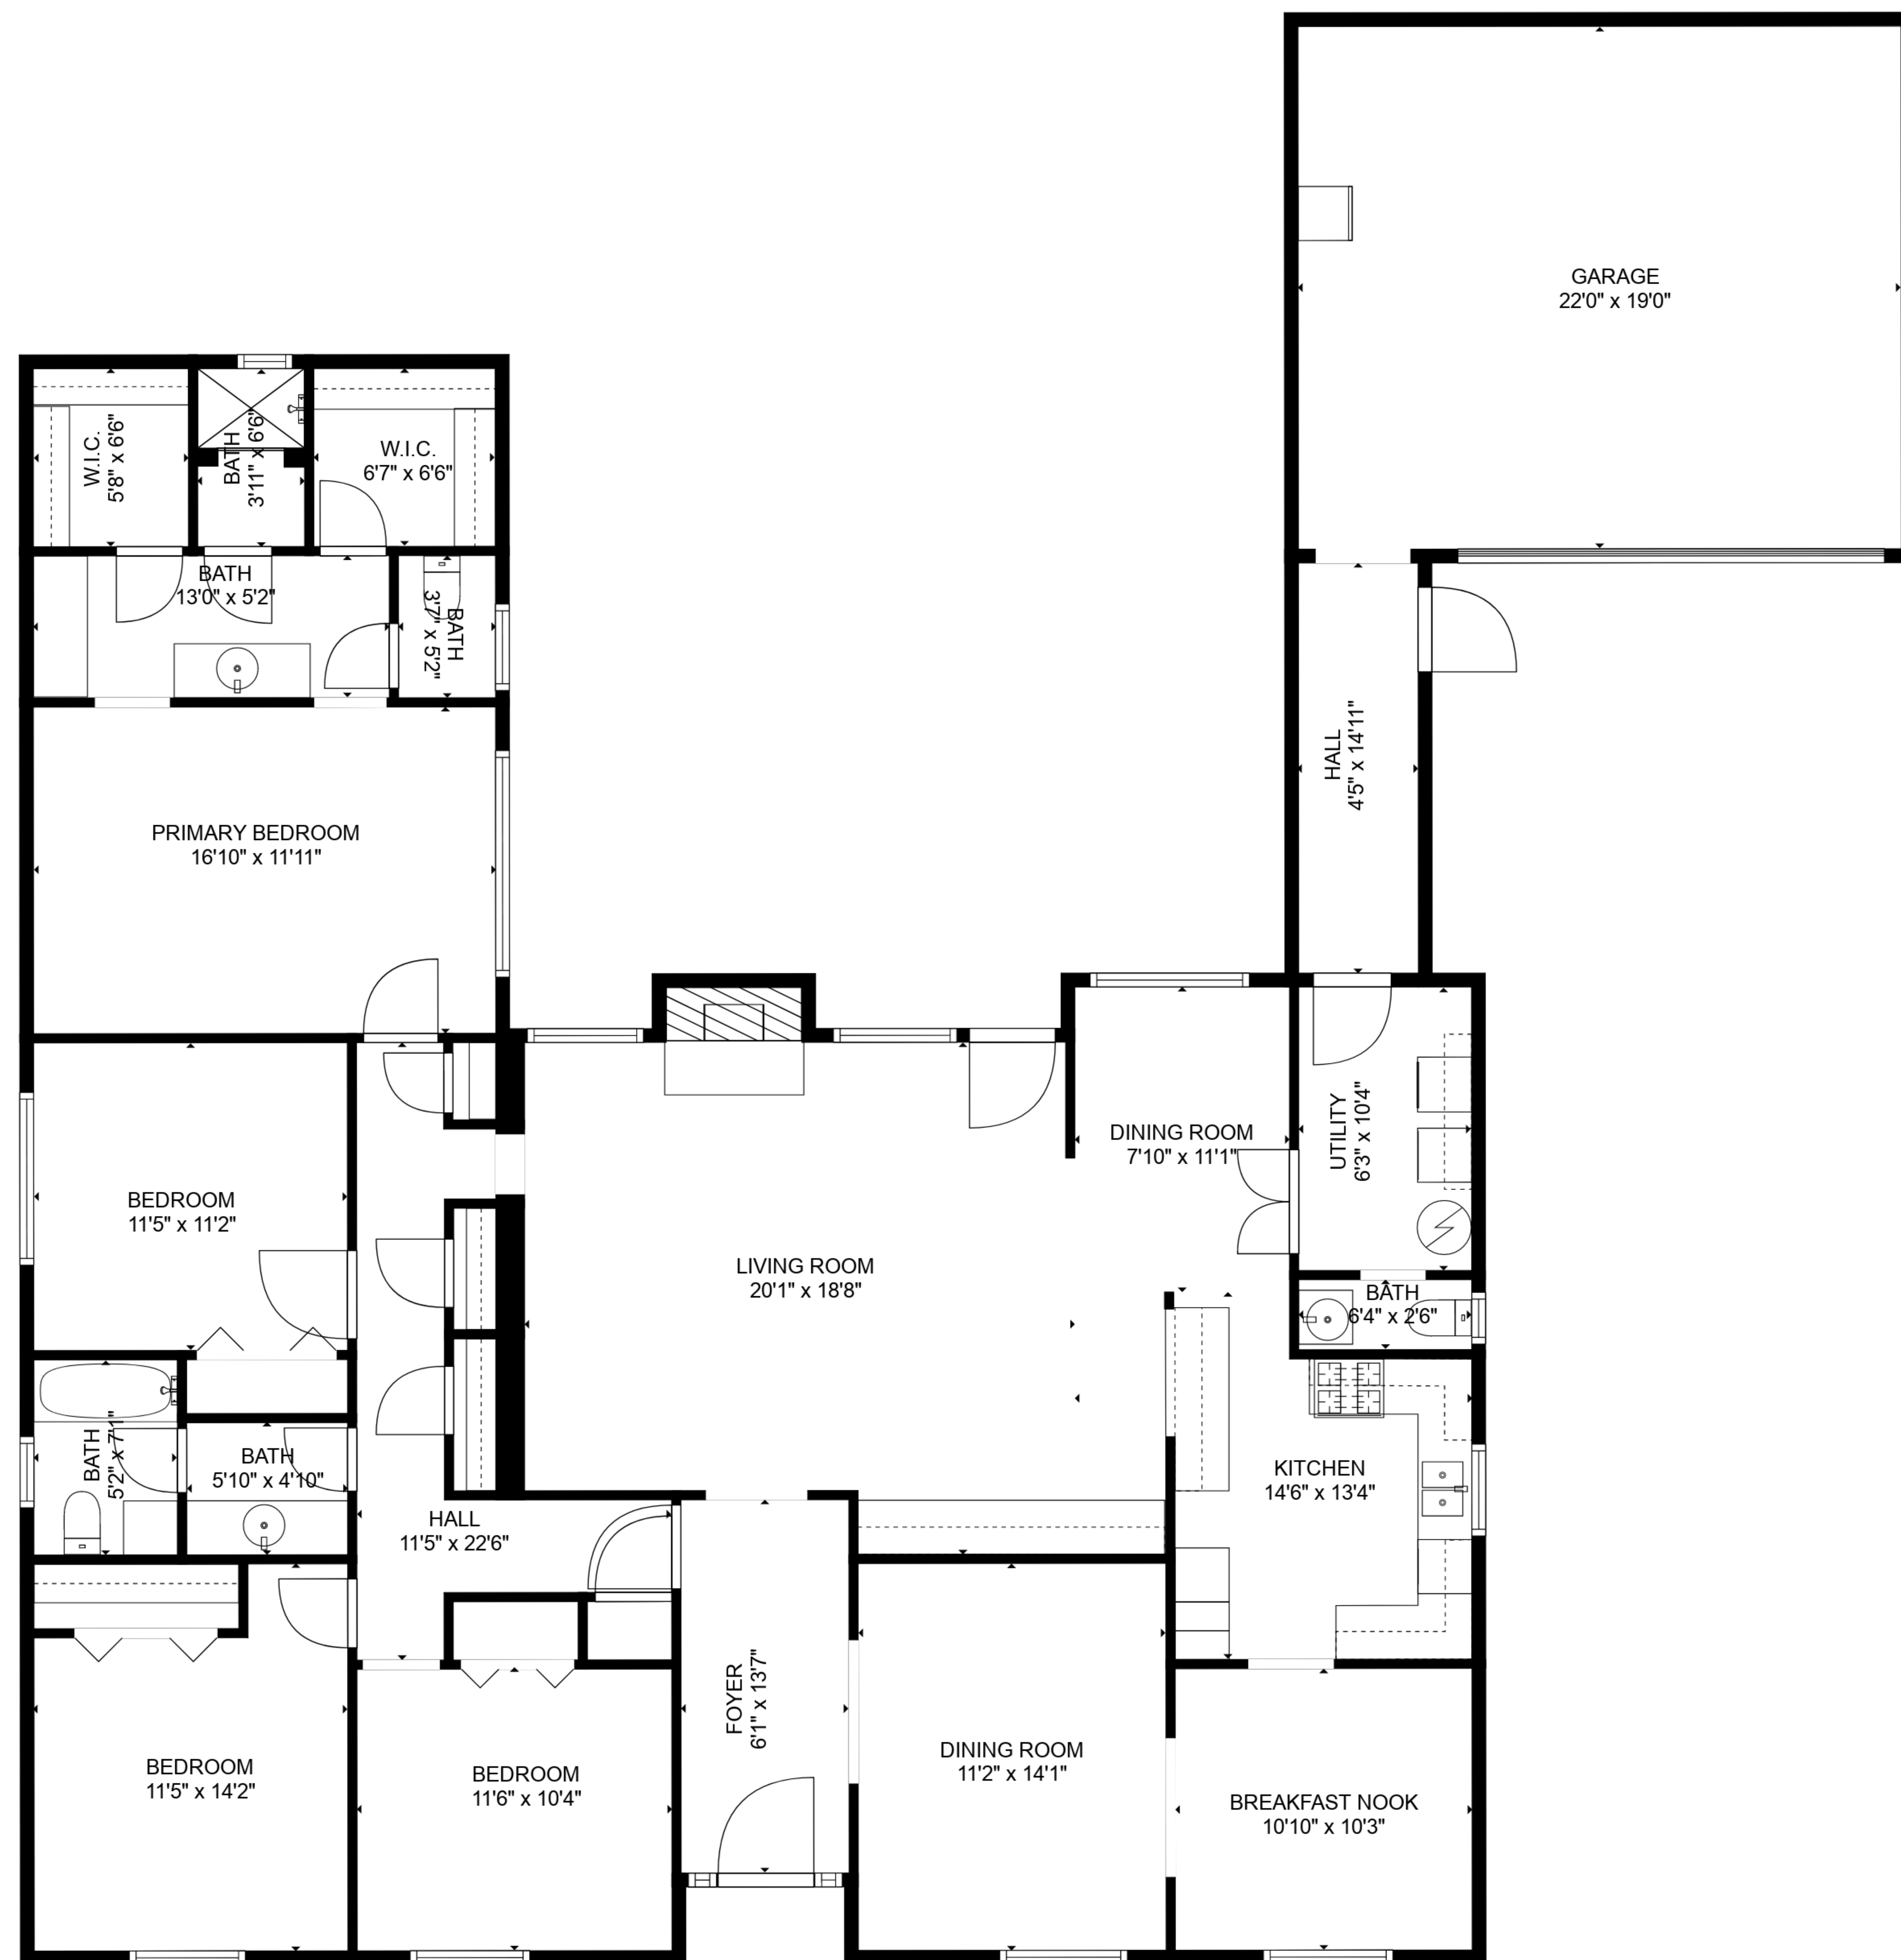 GARAGE
22'0" x 19'0"
W.I.C.
5'8" x 6'6"
BATH
3'11" x 6'6"
W.I.C.
6'7" x 6'6"
BATH
13'0" x 5'2"
BATH
3'7" x 5'2"
HALL
4'5" x 14'11"
PRIMARY BEDROOM
16'10" x 11'11"
DINING ROOM
7'10" x 11'1"
UTILITY
6'3" x 10'4"
BEDROOM
11'5" x 11'2"
LIVING ROOM
20'1" x 18'8"
BATH
6'4" x 2'6"
BATH
5'2" x 7'1"
BATH
5'10" x 4'10"
KITCHEN
14'6" x 13'4"
HALL
11'5" x 22'6"
FOYER
6'1" x 13'7"
BEDROOM
11'5" x 14'2"
BEDROOM
11'6" x 10'4"
DINING ROOM
11'2" x 14'1"
BREAKFAST NOOK
10'10" x 10'3"